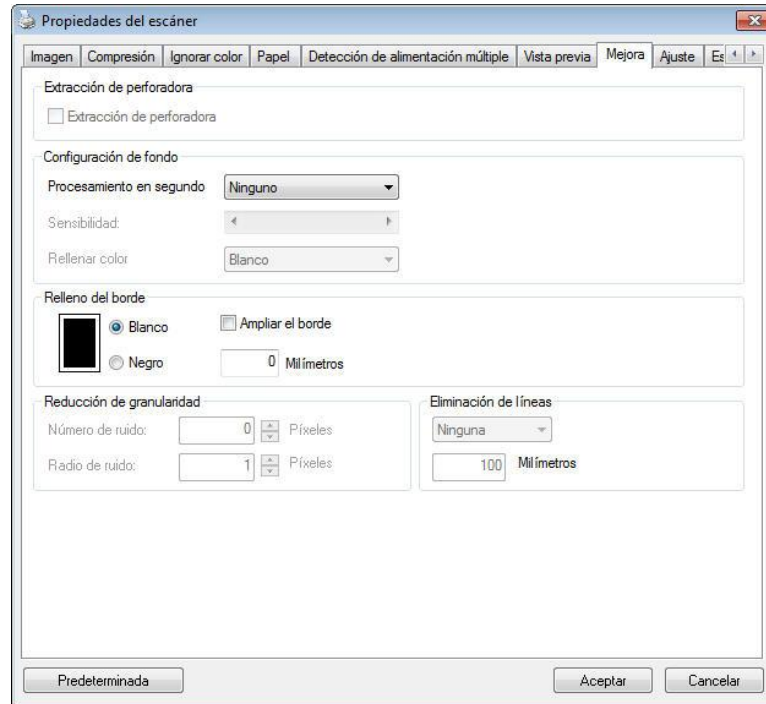 Propiedades del escáner
Imagen Compresión Ignorar color Papel Detección de alimentación múltiple Vista previa Mejora Ajuste Es
Extracción de perforadora
Extracción de perforadora
Configuración de fondo
Procesamiento en segundo Ninguno
Sensibilidad:
Rellenar color Blanco
Relleno del borde
Blanco Ampliar el borde
Negro 0 Milímetros
Reducción de granularidad
Número de ruido: 0 Píxeles
Radio de ruido: 1 Píxeles
Eliminación de líneas
Ninguna
100 Milímetros
Predeterminada Aceptar Cancelar